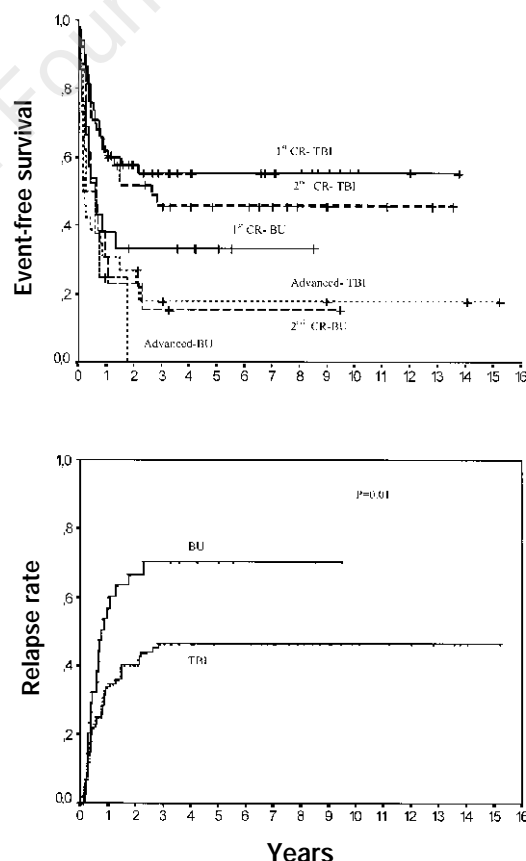 Foun
Event-free survival
1,0
,8
,6
,4
,2
0,0
1st CR- TBI
2nd CR- TBI
1st CR-BU
Advanced- TBI
2nd CR-BU
Advanced-BU
0 1 2 3 4 5 6 7 8 9 10 11 12 13 14 15 16
Relapse rate
1,0
,8
,6
,4
,2
0,0
P=0.01
BU
TBI
0 1 2 3 4 5 6 7 8 9 10 11 12 13 14 15 16
Years